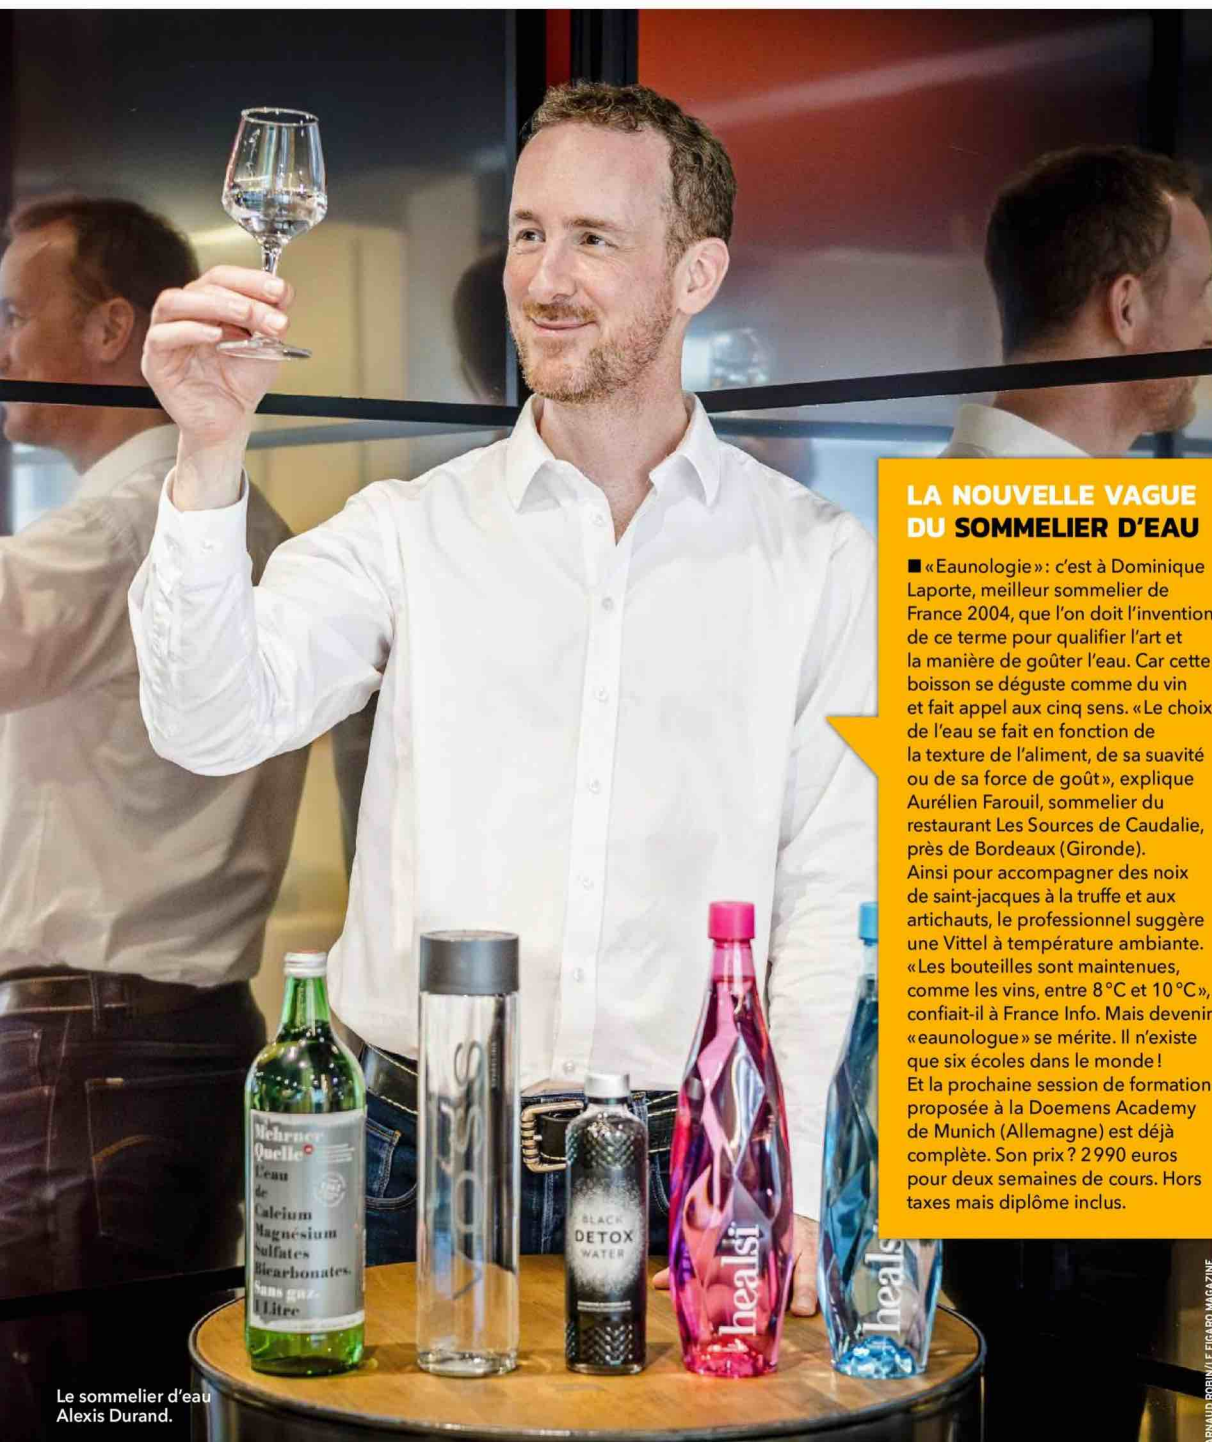 LA NOUVELLE VAGUE
DU SOMMELIER D'EAU
■ «Eaunologie»: c'est à Dominique
Laporte, meilleur sommelier de
France 2004, que l'on doit l'invention
de ce terme pour qualifier l'art et
la manière de goûter l'eau. Car cette
boisson se déguste comme du vin
et fait appel aux cinq sens. «Le choix
de l'eau se fait en fonction de
la texture de l'aliment, de sa suavité
ou de sa force de goût», explique
Aurélien Farouil, sommelier du
restaurant Les Sources de Caudalie,
près de Bordeaux (Gironde).
Ainsi pour accompagner des noix
de saint-jacques à la truffe et aux
artichauts, le professionnel suggère
une Vittel à température ambiante.
«Les bouteilles sont maintenues,
comme les vins, entre 8°C et 10°C»,
confiait-il à France Info. Mais devenir
«eaunologue» se mérite. Il n'existe
que six écoles dans le monde!
Et la prochaine session de formation
proposée à la Doemens Academy
de Munich (Allemagne) est déjà
complète. Son prix? 2990 euros
pour deux semaines de cours. Hors
taxes mais diplôme inclus.
Mehrner
Quelle
L'eau
de
Calcium
Magnésium
Sulfates
Bicarbonates.
Sans gaz.
1 Litre
VOSS
BLACK
DETOX
WATER
healsi
heals
Le sommelier d'eau
Alexis Durand.
ARNAUD ROBIN/LE FIGARO MAGAZINE